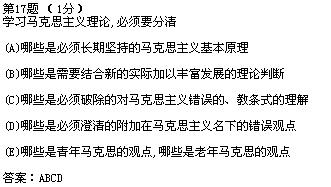 第17题 (1分)
学习马克思主义理论,必须要分清
(A)哪些是必须长期坚持的马克思主义基本原理
(B)哪些是需要结合新的实际加以丰富发展的理论判断
(C)哪些是必须破除的对马克思主义错误的、教条式的理解
(D)哪些是必须澄清的附加在马克思主义名下的错误观点
(E)哪些是青年马克思的观点,哪些是老年马克思的观点
答案：ABCD